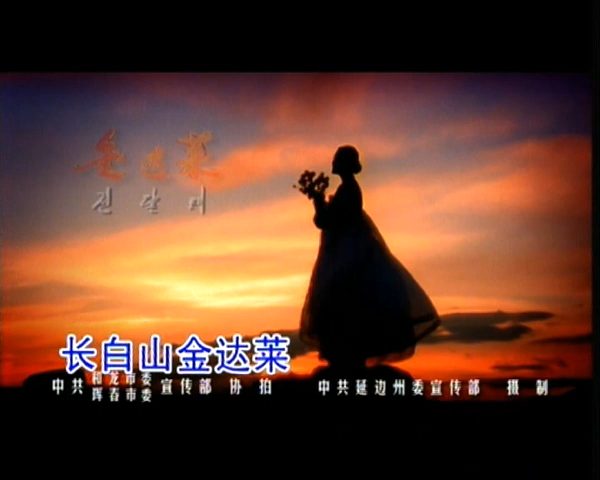 金达莱
진달래
长白山金达莱
中共 和龙市委 宣传部 协拍 中共延边州委宣传部 摄制
珲春市委